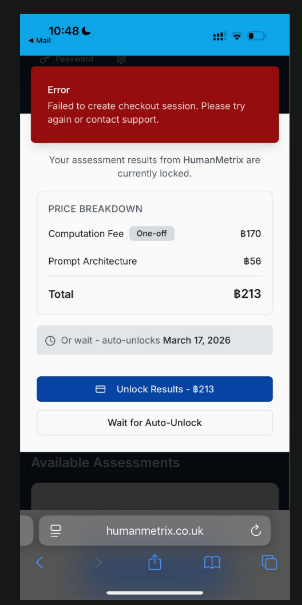 10:48
Mail
Password
Error
Failed to create checkout session. Please try
again or contact support.
Your assessment results from HumanMetrix are
currently locked.
PRICE BREAKDOWN
Computation Fee One-off ฿170
Prompt Architecture ฿56
Total ฿213
Or wait - auto-unlocks March 17, 2026
Unlock Results - ฿213
Wait for Auto-Unlock
Available Assessments
humanmetrix.co.uk